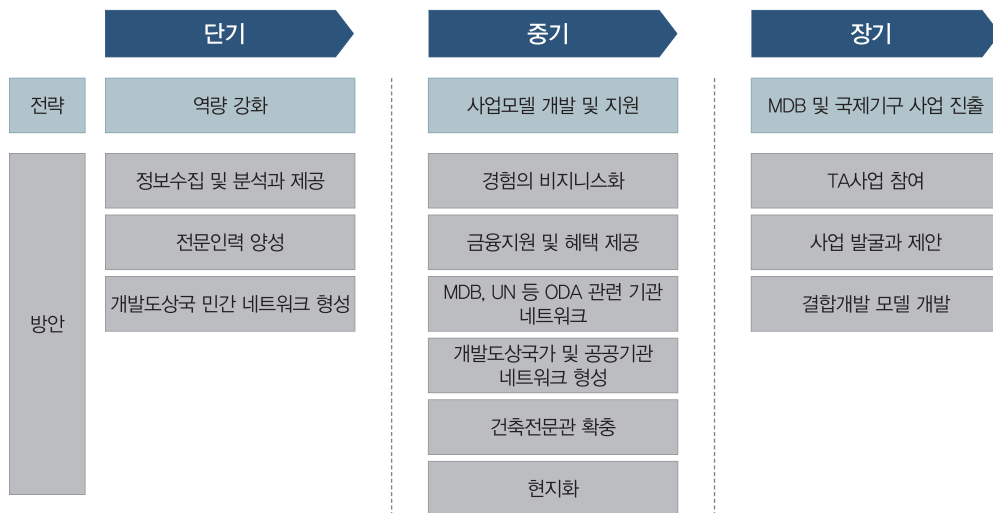 단기
중기
장기
전략
역량 강화
사업모델 개발 및 지원
MDB 및 국제기구 사업 진출
방안
정보수집 및 분석과 제공
전문인력 양성
개발도상국 민간 네트워크 형성
경험의 비지니스화
금융지원 및 혜택 제공
MDB, UN 등 ODA 관련 기관
네트워크
개발도상국가 및 공공기관
네트워크 형성
건축전문관 확충
현지화
TA사업 참여
사업 발굴과 제안
결합개발 모델 개발